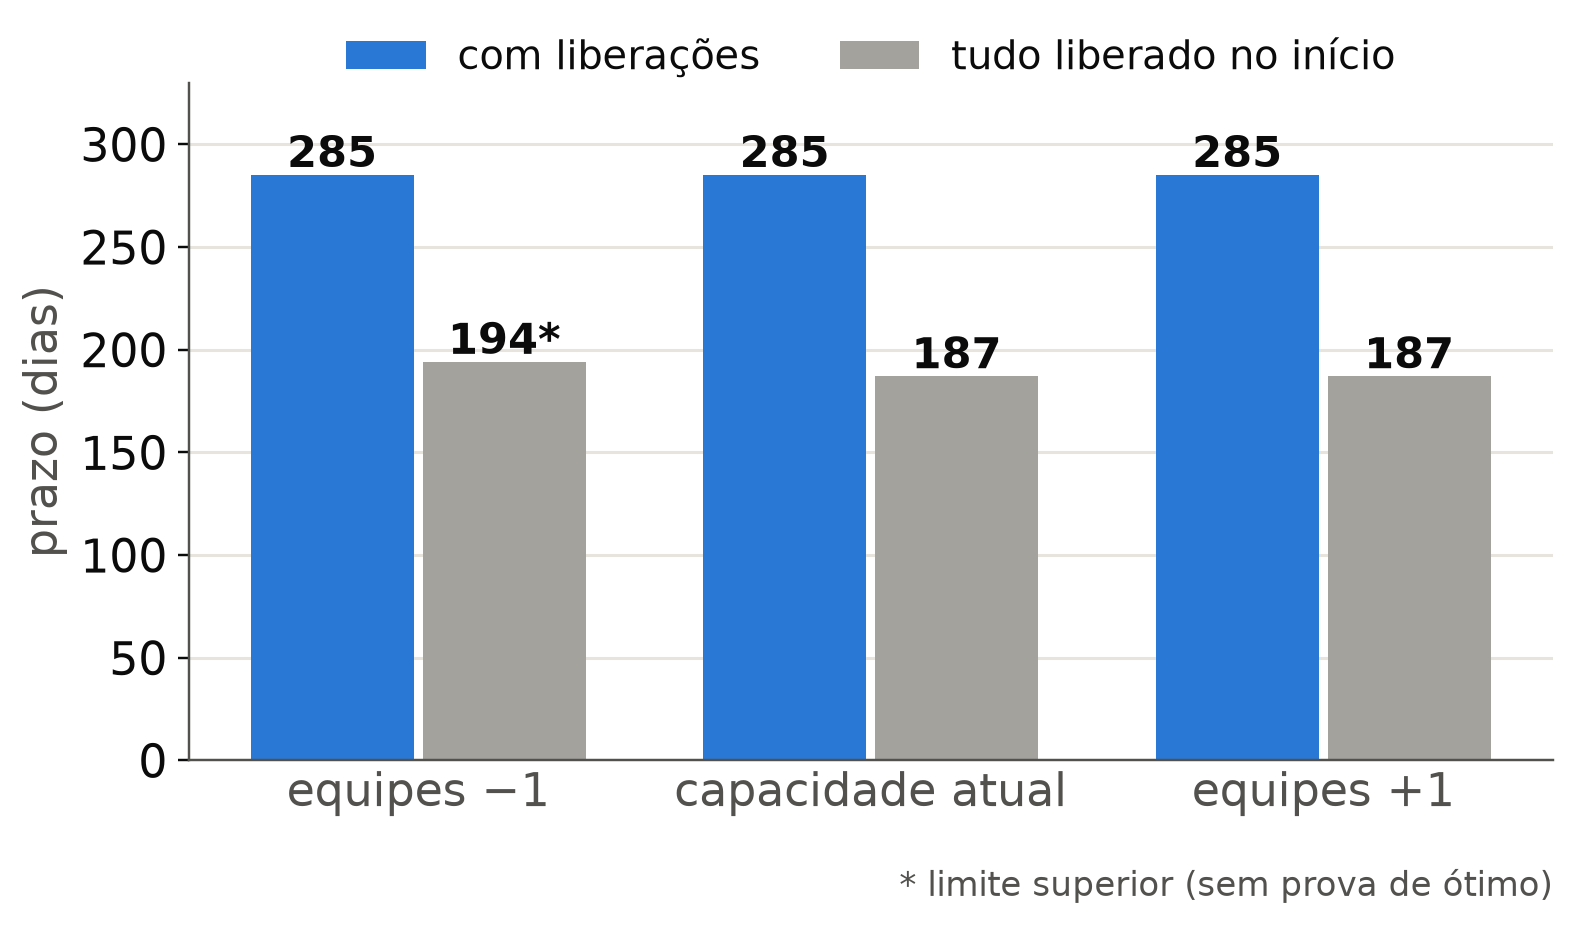 com liberações
tudo liberado no início
prazo (dias)
300
250
200
150
100
50
0
285
194*
285
187
285
187
equipes −1
capacidade atual
equipes +1
* limite superior (sem prova de ótimo)